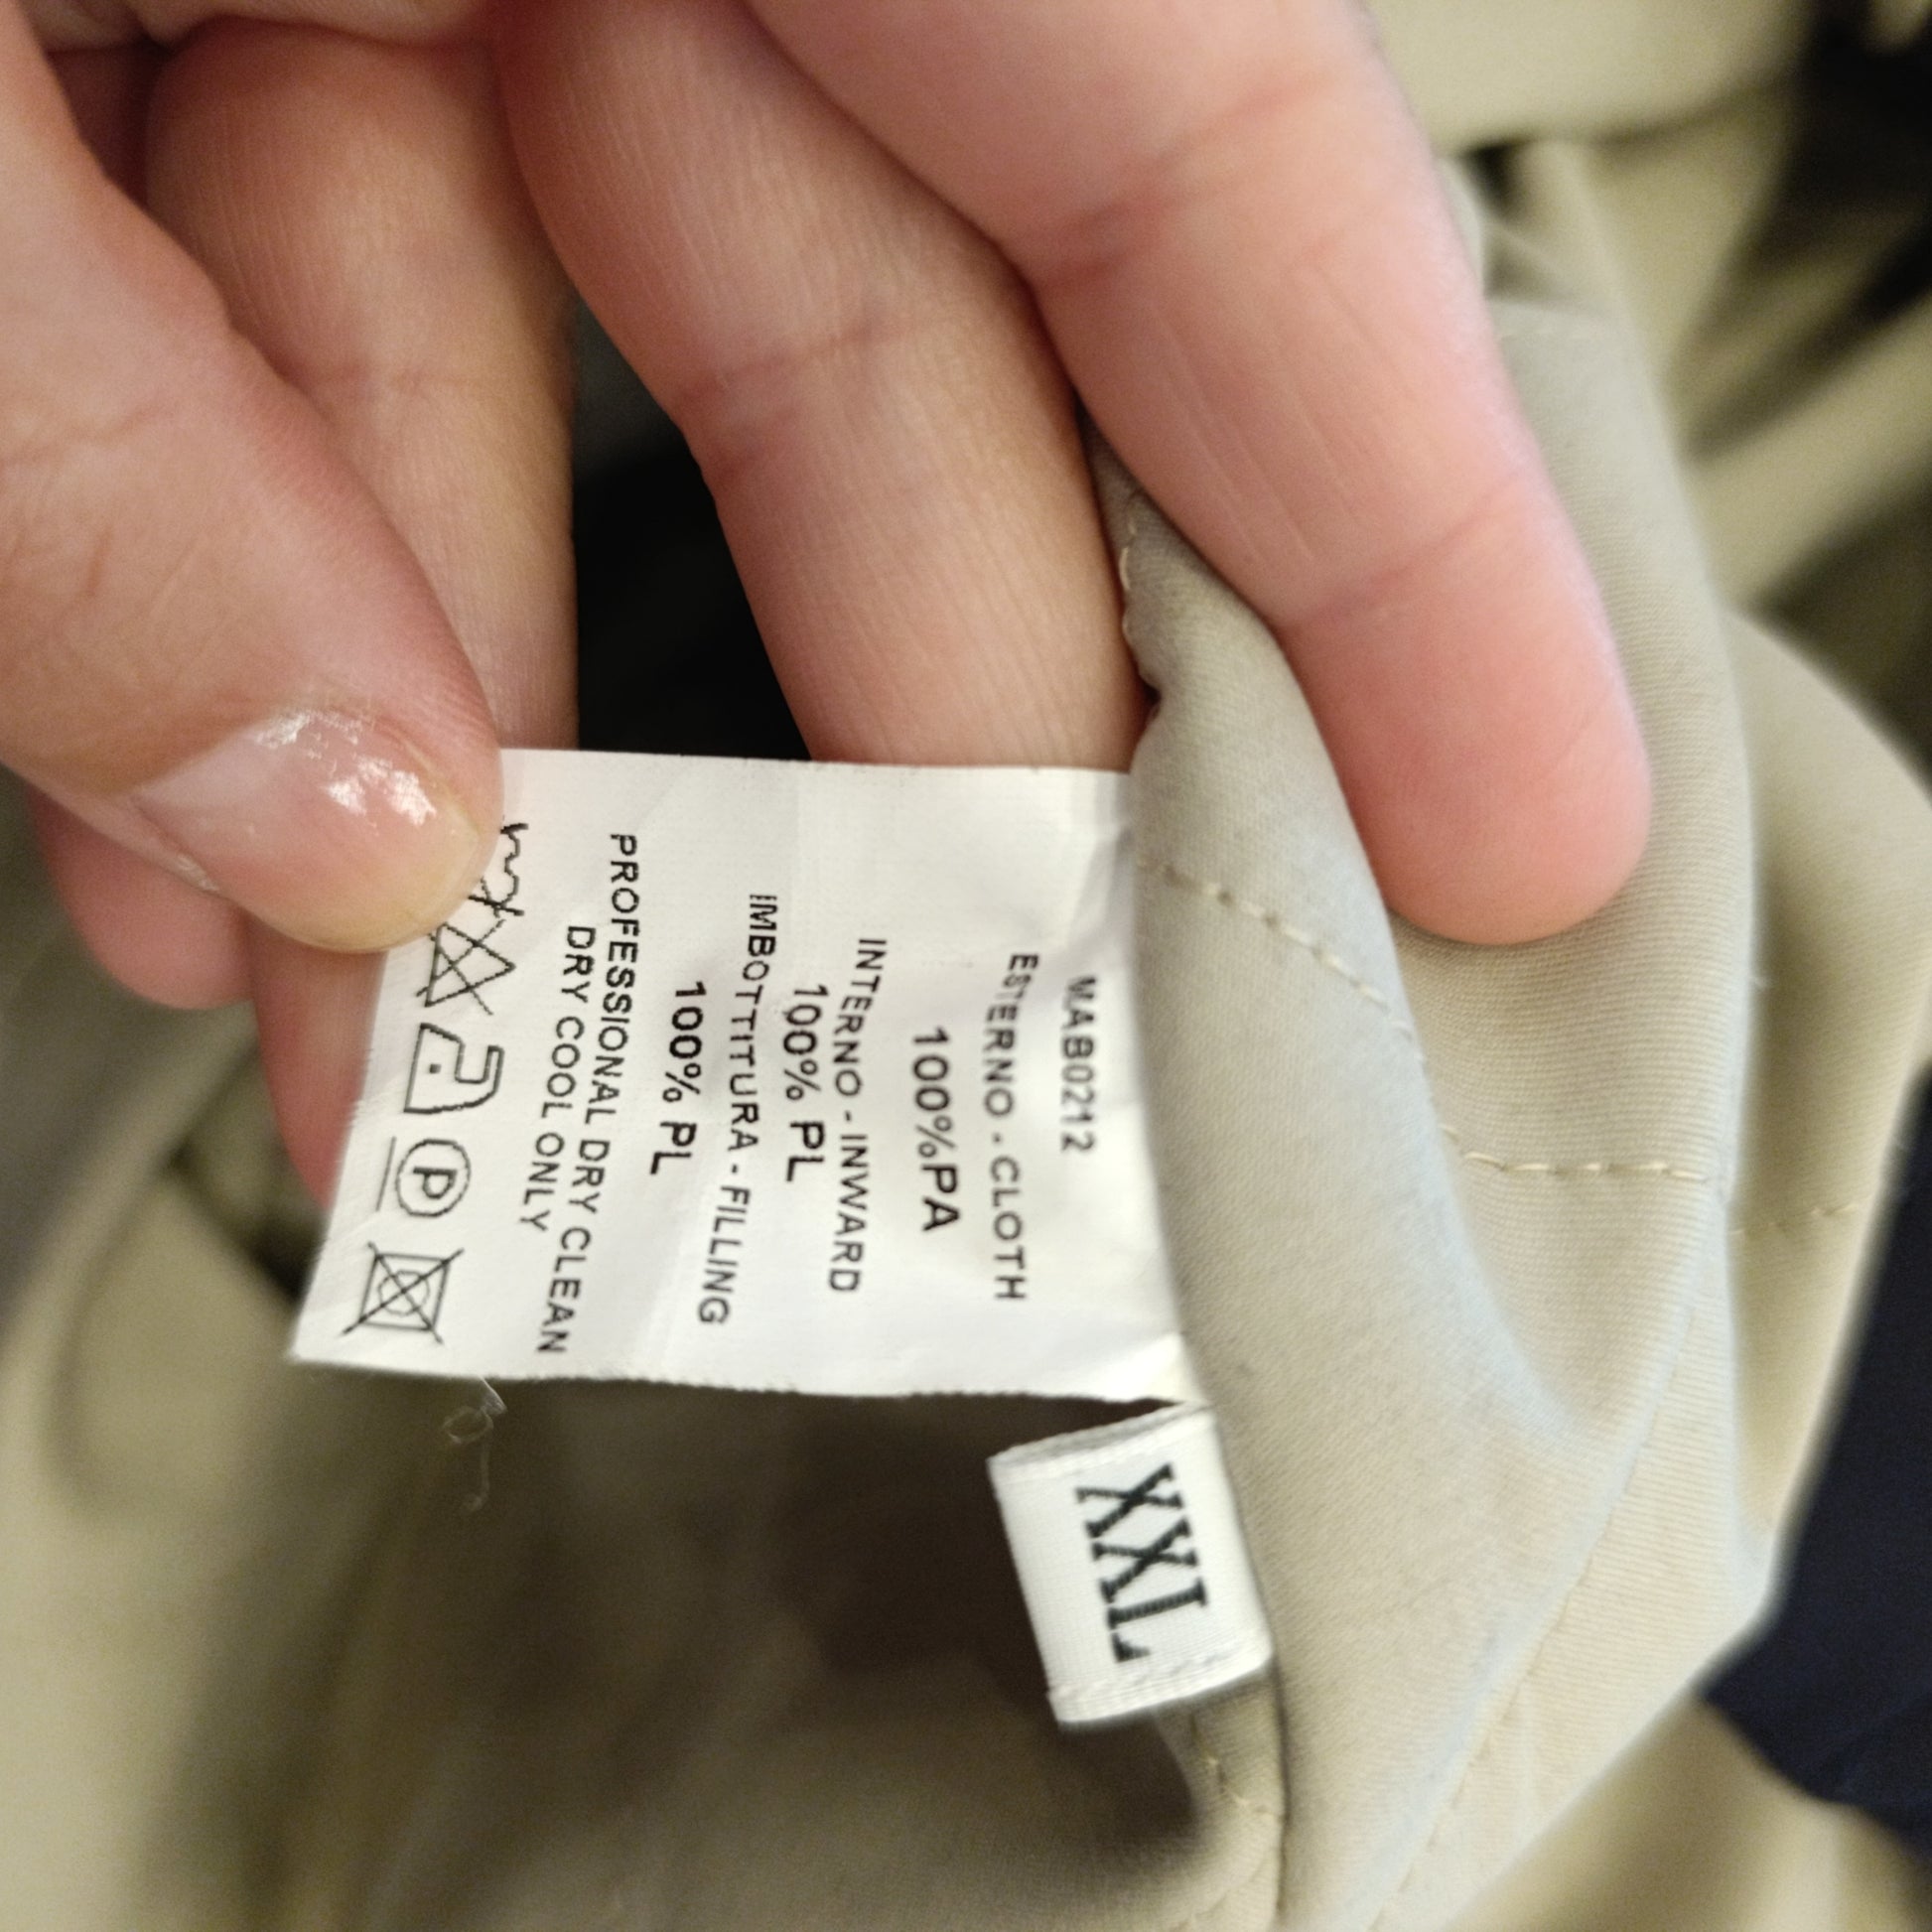 MAB0212
ESTERNO - CLOTH
100%PA
INTERNO - INWARD
100% PL
IMBOTTITURA - FILLING
100% PL
PROFESSIONAL DRY CLEAN
DRY COOL ONLY
P
XXL